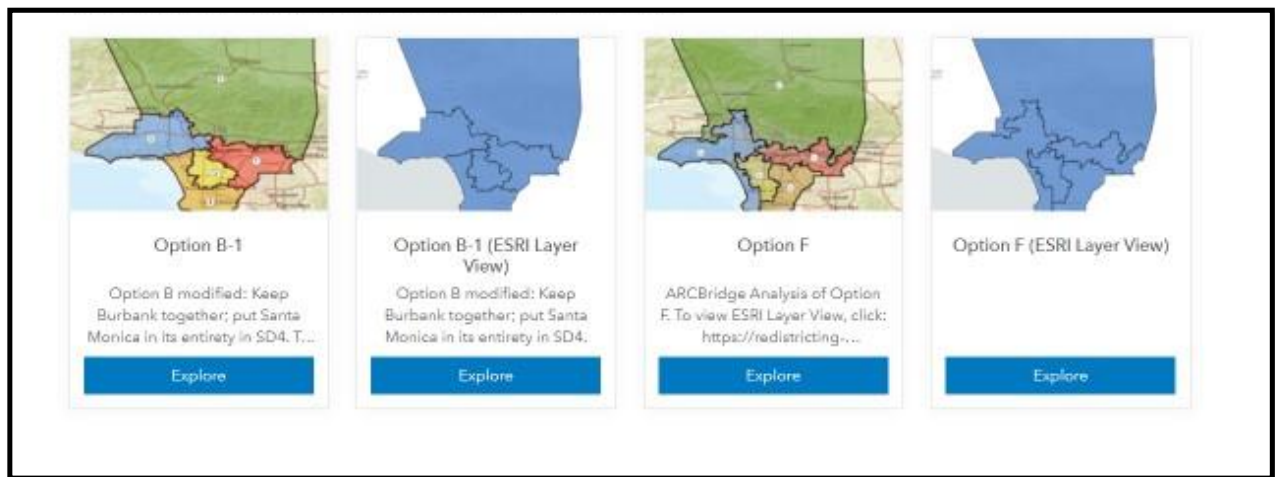 Option B-1
Option B modified: Keep
Burbank together; put Santa
Monica in its entirety in SD4. T...
Explore
Option B-1 (ESRI Layer
View)
Option B modified: Keep
Burbank together; put Santa
Monica in its entirety in SD4.
Explore
Option F
ARCBridge Analysis of Option
F. To view ESRI Layer View, click:
https://redistricting-...
Explore
Option F (ESRI Layer View)
Explore